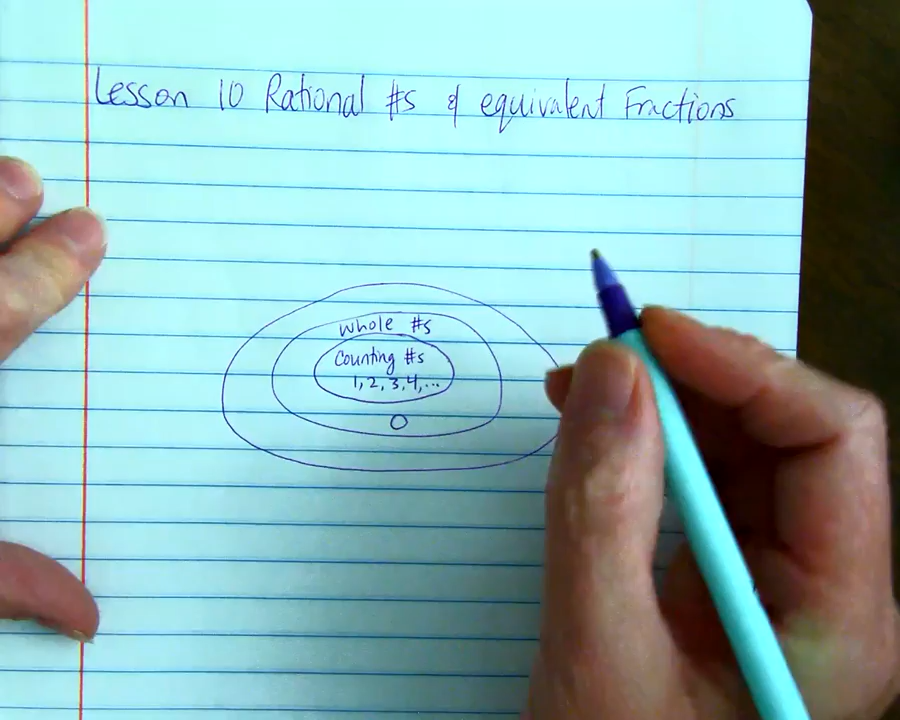 Lesson 10 Rational #s & equivalent Fractions
whole #s
Counting #s
1, 2, 3, 4, ...
0